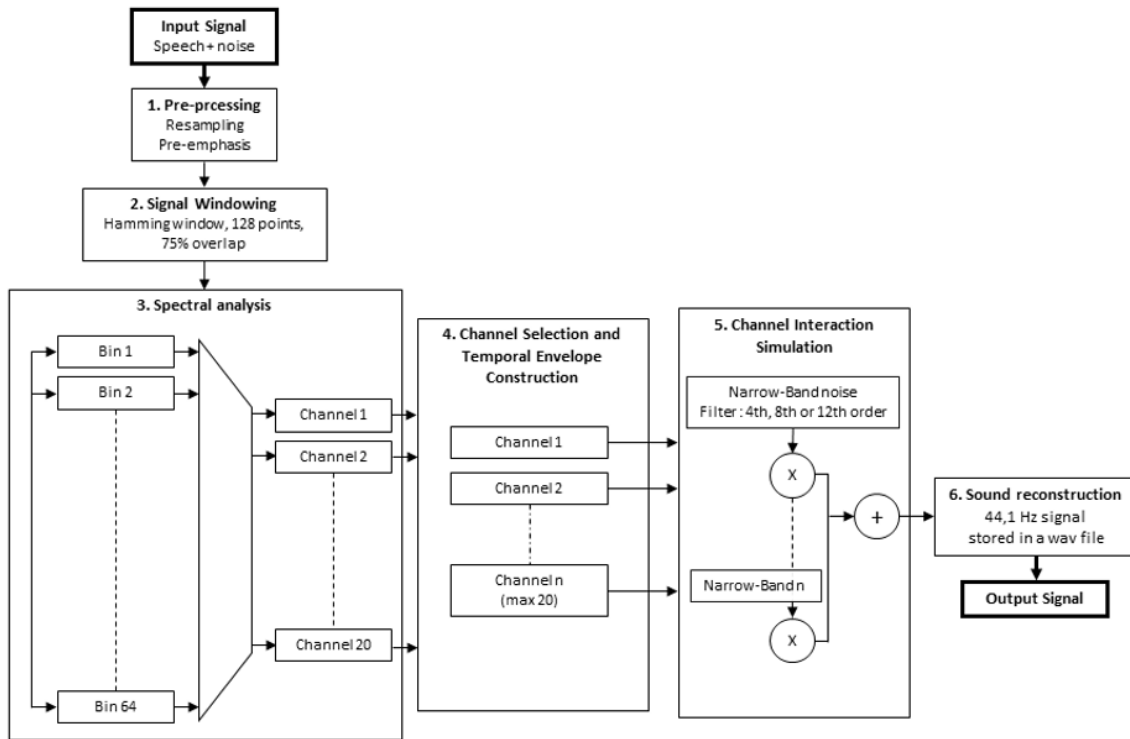 Input Signal
Speech + noise
1. Pre-prcessing
Resampling
Pre-emphasis
2. Signal Windowing
Hamming window, 128 points,
75% overlap
3. Spectral analysis
Bin 1
Bin 2
Bin 64
Channel 1
Channel 2
Channel 20
4. Channel Selection and
Temporal Envelope
Construction
Channel 1
Channel 2
Channel n
(max 20)
5. Channel Interaction
Simulation
Narrow-Band noise
Filter : 4th, 8th or 12th order
X
Narrow-Band n
X
+
6. Sound reconstruction
44,1 Hz signal
stored in a wav file
Output Signal